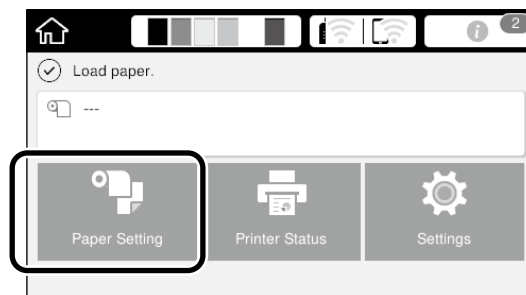 2
Load paper.
---
Paper Setting
Printer Status
Settings